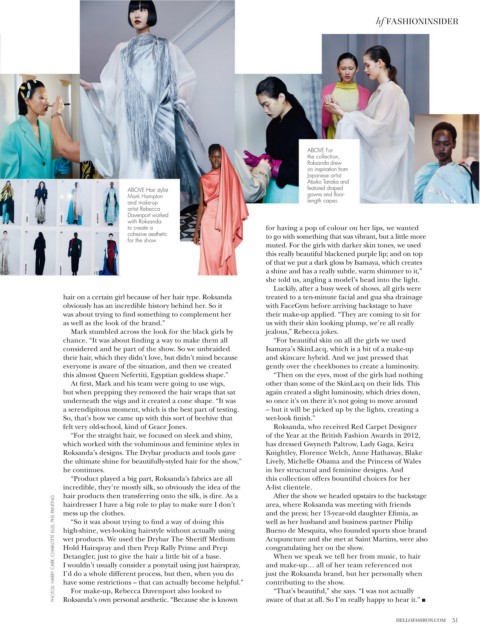 hf FASHIONINSIDER
ABOVE For
the collection,
Roksanda drew
on inspiration from
Japanese artist
Atsuko Tanaka and
featured draped
gowns and floor-
length capes
ABOVE Hair stylist
Mark Hampton
and make-up
artist Rebecca
Davenport worked
with Roksanda
to create a
cohesive aesthetic
for the show
hair on a certain girl because of her hair type. Roksanda
obviously has an incredible history behind her. So it
was about trying to find something to complement her
as well as the look of the brand.”
Mark stumbled across the look for the black girls by
chance. “It was about finding a way to make them all
considered and be part of the show. So we unbraided
their hair, which they didn’t love, but didn’t mind because
everyone is aware of the situation, and then we created
this almost Queen Nefertiti, Egyptian goddess shape.”
At first, Mark and his team were going to use wigs,
but when prepping they removed the hair wraps that sat
underneath the wigs and it created a cone shape. “It was
a serendipitous moment, which is the best part of testing.
So, that’s how we came up with this sort of beehive that
felt very old-school, kind of Grace Jones.
“For the straight hair, we focused on sleek and shiny,
which worked with the voluminous and feminine styles in
Roksanda’s designs. The Drybar products and tools gave
the ultimate shine for beautifully-styled hair for the show,”
he continues.
“Product played a big part, Roksanda’s fabrics are all
incredible, they’re mostly silk, so obviously the idea of the
hair products then transferring onto the silk, is dire. As a
hairdresser I have a big role to play to make sure I don’t
mess up the clothes.
“So it was about trying to find a way of doing this
high-shine, wet-looking hairstyle without actually using
wet products. We used the Drybar The Sheriff Medium
Hold Hairspray and then Prep Rally Prime and Prep
Detangler, just to give the hair a little bit of a base.
I wouldn’t usually consider a ponytail using just hairspray,
I’d do a whole different process, but then, when you do
have some restrictions – that can actually become helpful.”
For make-up, Rebecca Davenport also looked to
Roksanda’s own personal aesthetic. “Because she is known
for having a pop of colour on her lips, we wanted
to go with something that was vibrant, but a little more
muted. For the girls with darker skin tones, we used
this really beautiful blackened purple lip; and on top
of that we put a dark gloss by Isamaya, which creates
a shine and has a really subtle, warm shimmer to it,”
she told us, angling a model’s head into the light.
Luckily, after a busy week of shows, all girls were
treated to a ten-minute facial and gua sha drainage
with FaceGym before arriving backstage to have
their make-up applied. “They are coming to sit for
us with their skin looking plump, we’re all really
jealous,” Rebecca jokes.
“For beautiful skin on all the girls we used
Isamaya’s SkinLacq, which is a bit of a make-up
and skincare hybrid. And we just pressed that
gently over the cheekbones to create a luminosity.
“Then on the eyes, most of the girls had nothing
other than some of the SkinLacq on their lids. This
again created a slight luminosity, which dries down,
so once it’s on there it’s not going to move around
– but it will be picked up by the lights, creating a
wet-look finish.”
Roksanda, who received Red Carpet Designer
of the Year at the British Fashion Awards in 2012,
has dressed Gwyneth Paltrow, Lady Gaga, Keira
Knightley, Florence Welch, Anne Hathaway, Blake
Lively, Michelle Obama and the Princess of Wales
in her structural and feminine designs. And
this collection offers bountiful choices for her
A-list clientele.
After the show we headed upstairs to the backstage
area, where Roksanda was meeting with friends
and the press; her 13-year-old daughter Efimia, as
well as her husband and business partner Philip
Bueno de Mesquita, who founded sports shoe brand
Acupuncture and she met at Saint Martins, were also
congratulating her on the show.
When we speak we tell her from music, to hair
and make-up… all of her team referenced not
just the Roksanda brand, but her personally when
contributing to the show.
“That’s beautiful,” she says. “I was not actually
aware of that at all. So I’m really happy to hear it.” ■
HELLOFASHION.COM 51